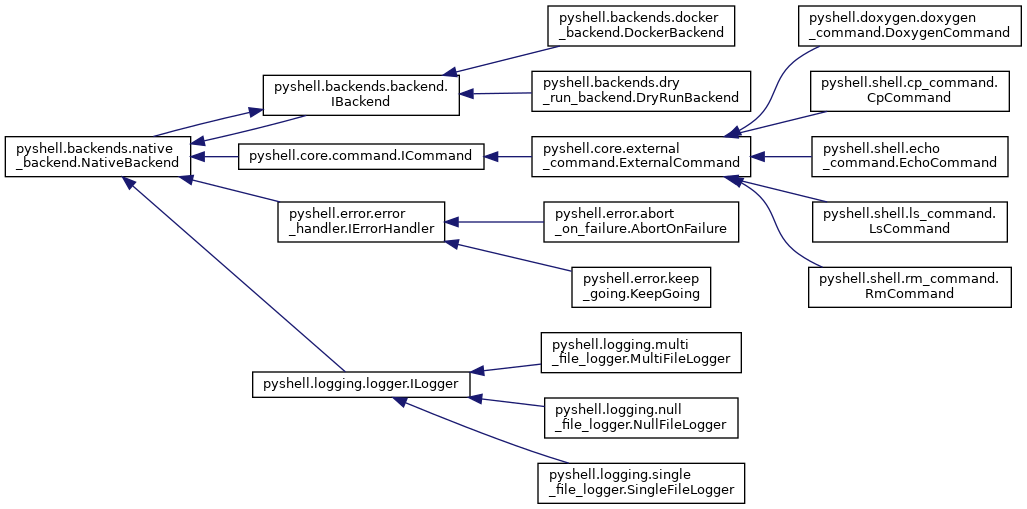 pyshell.backends.docker
_backend.DockerBackend
pyshell.doxygen.doxygen
_command.DoxygenCommand
pyshell.backends.backend.
IBackend
pyshell.backends.dry
_run_backend.DryRunBackend
pyshell.shell.cp_command.
CpCommand
pyshell.backends.native
_backend.NativeBackend
pyshell.core.command.ICommand
pyshell.core.external
_command.ExternalCommand
pyshell.shell.echo
_command.EchoCommand
pyshell.error.error
_handler.IErrorHandler
pyshell.error.abort
_on_failure.AbortOnFailure
pyshell.shell.ls_command.
LsCommand
pyshell.error.keep
_going.KeepGoing
pyshell.shell.rm_command.
RmCommand
pyshell.logging.logger.ILogger
pyshell.logging.multi
_file_logger.MultiFileLogger
pyshell.logging.null
_file_logger.NullFileLogger
pyshell.logging.single
_file_logger.SingleFileLogger